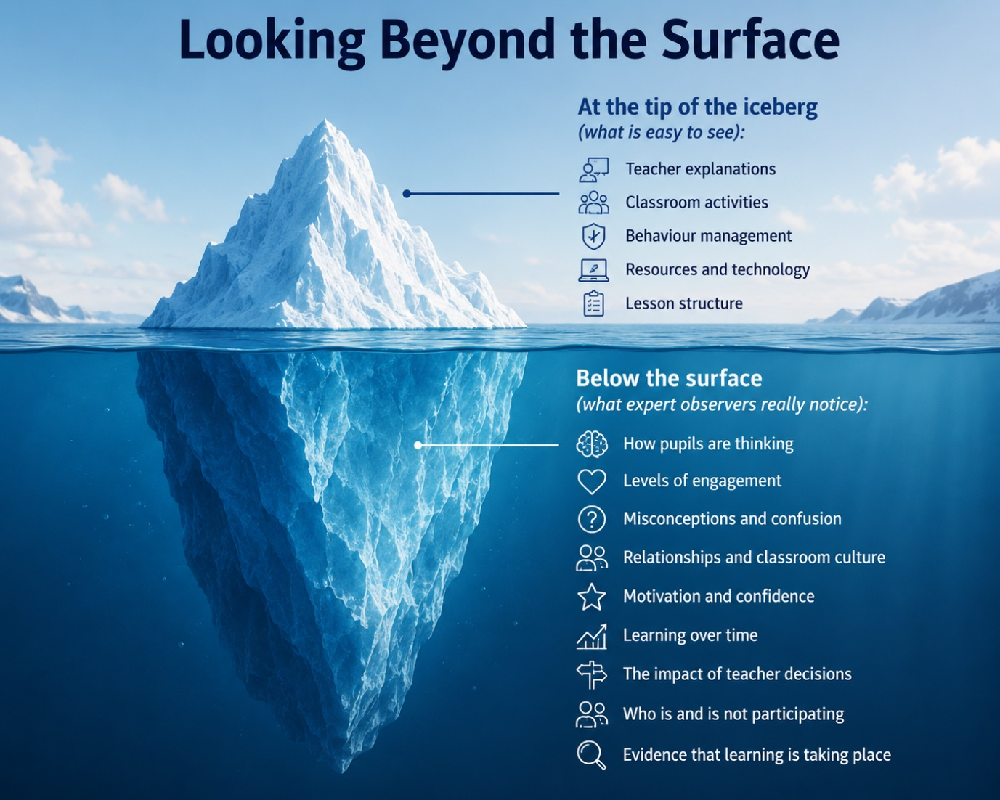 Looking Beyond the Surface
At the tip of the iceberg
(what is easy to see):
Teacher explanations
Classroom activities
Behaviour management
Resources and technology
Lesson structure
Below the surface
(what expert observers really notice):
How pupils are thinking
Levels of engagement
Misconceptions and confusion
Relationships and classroom culture
Motivation and confidence
Learning over time
The impact of teacher decisions
Who is and is not participating
Evidence that learning is taking place